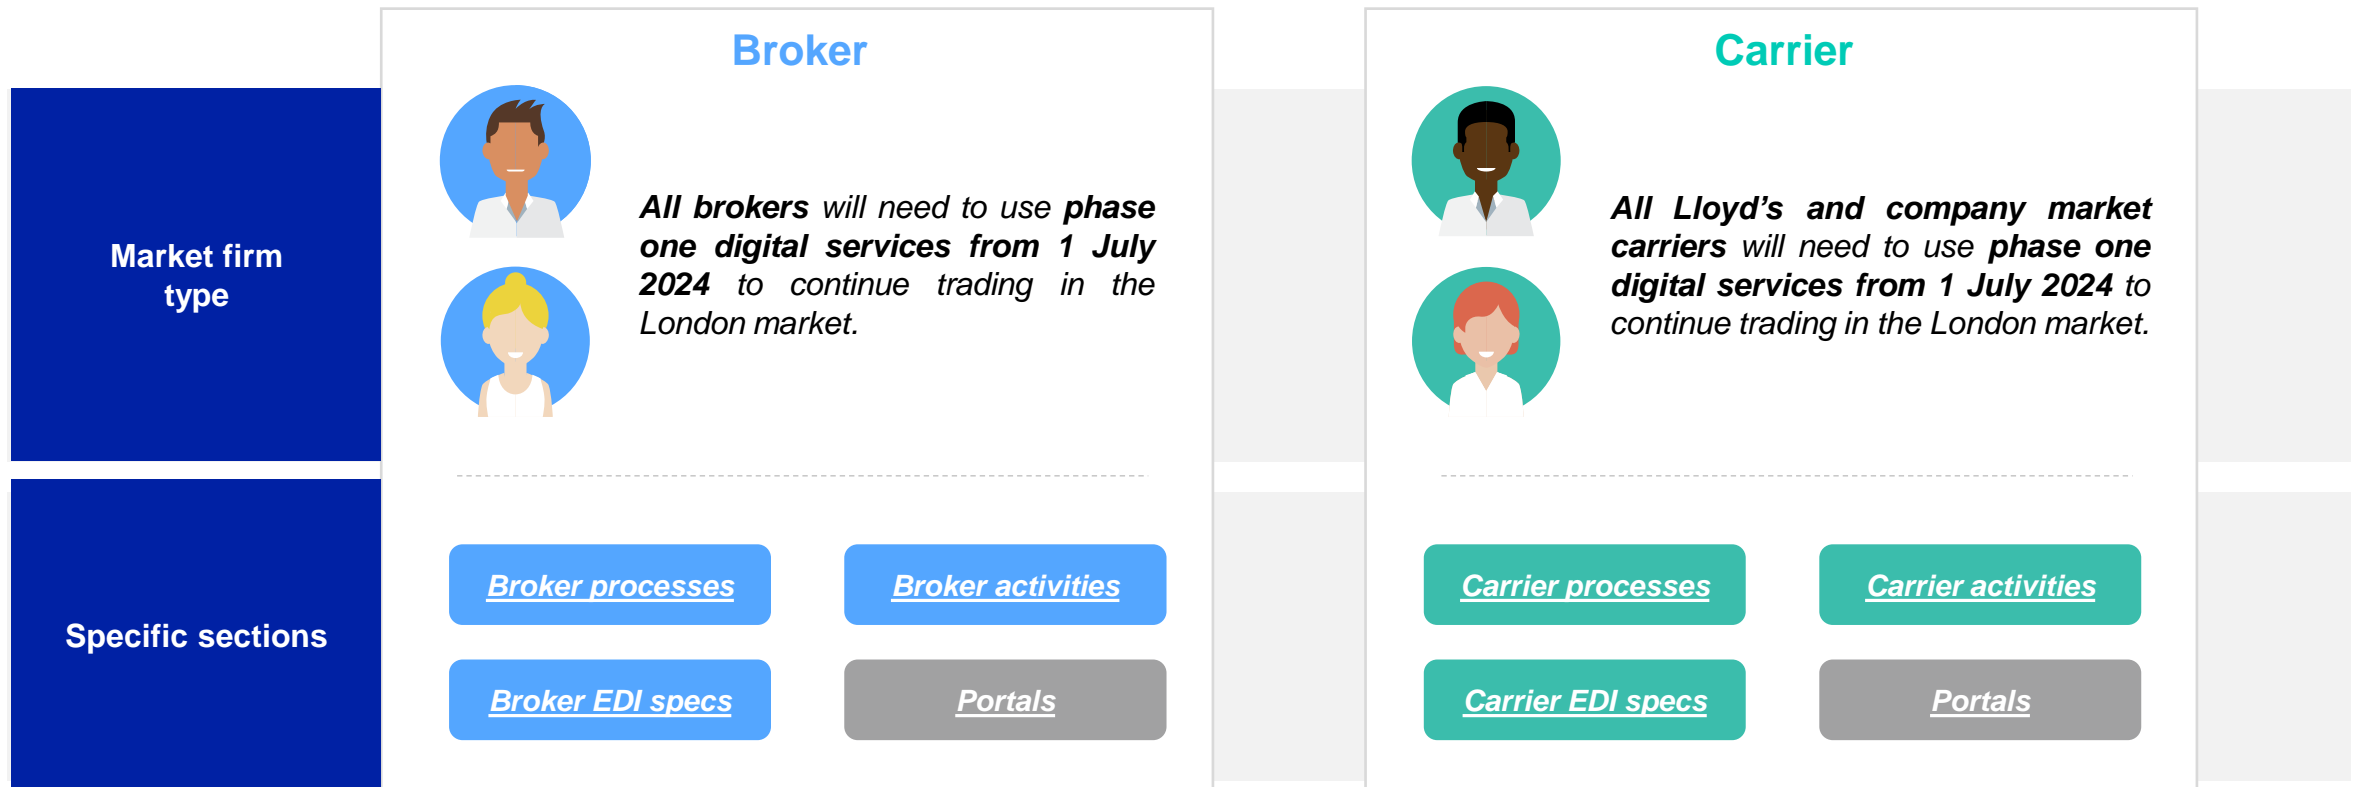 Broker
Carrier
Market firm
type
All brokers will need to use phase
one digital services from 1 July
2024 to continue trading in the
London market.
All Lloyd’s and company market
carriers will need to use phase one
digital services from 1 July 2024 to
continue trading in the London market.
Specific sections
Broker processes
Broker activities
Broker EDI specs
Portals
Carrier processes
Carrier activities
Carrier EDI specs
Portals